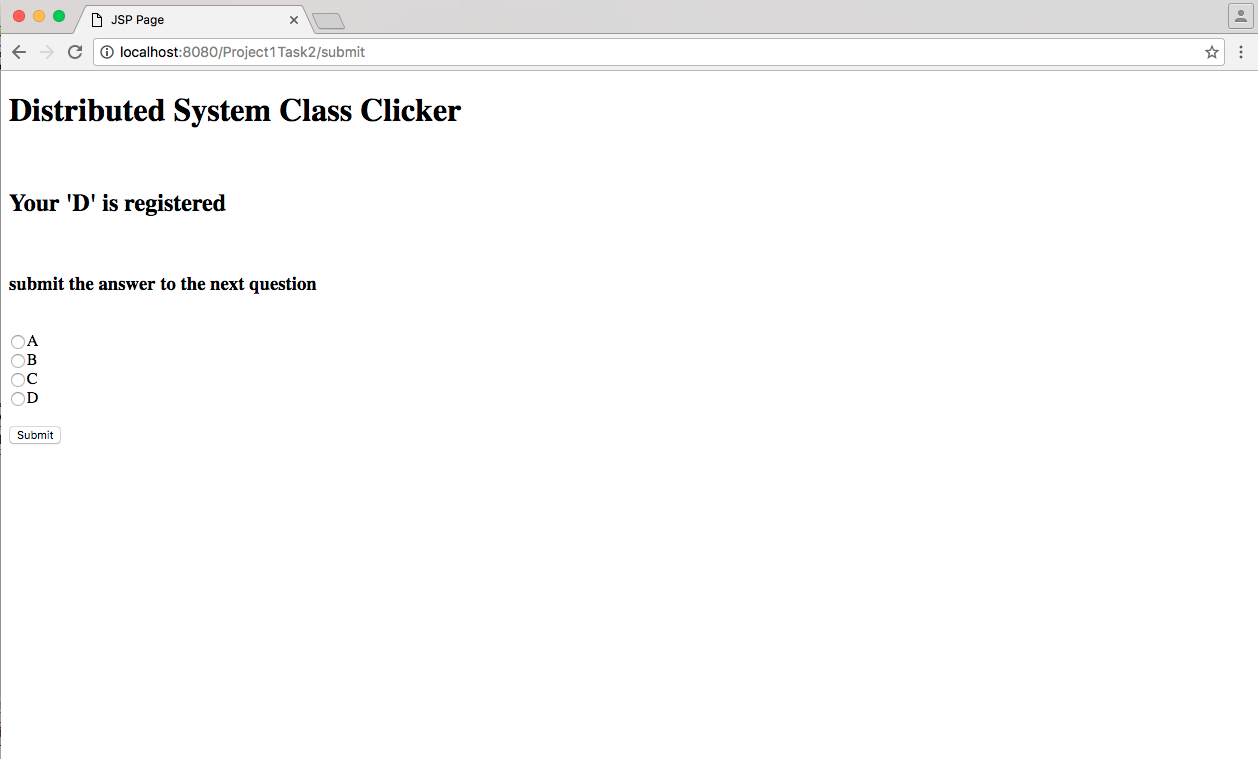 JSP Page
localhost:8080/Project1Task2/submit
Distributed System Class Clicker
Your 'D' is registered
submit the answer to the next question
A
B
C
D
Submit